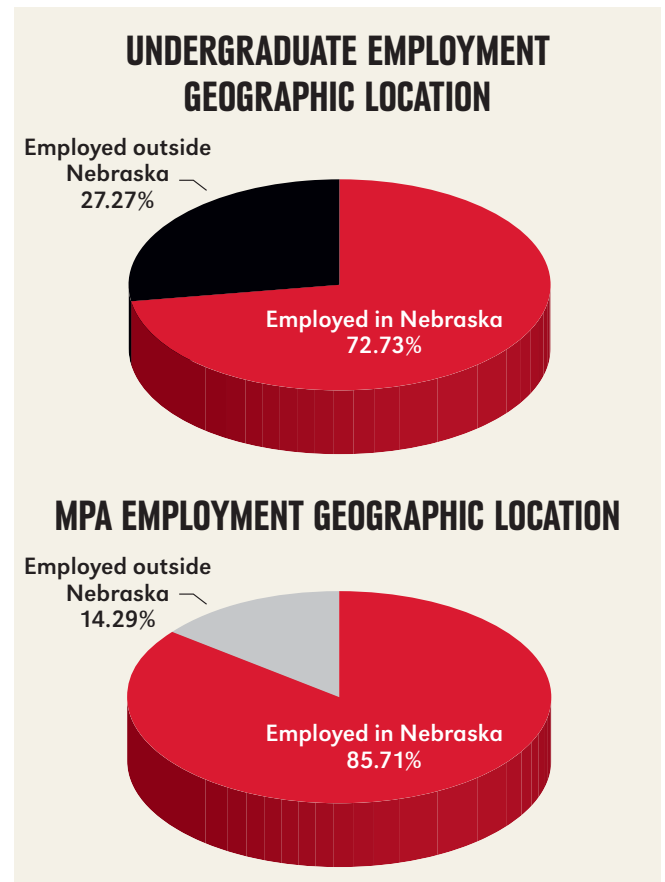 UNDERGRADUATE EMPLOYMENT
GEOGRAPHIC LOCATION
Employed outside
Nebraska
27.27%
Employed in Nebraska
72.73%
MPA EMPLOYMENT GEOGRAPHIC LOCATION
Employed outside
Nebraska
14.29%
Employed in Nebraska
85.71%